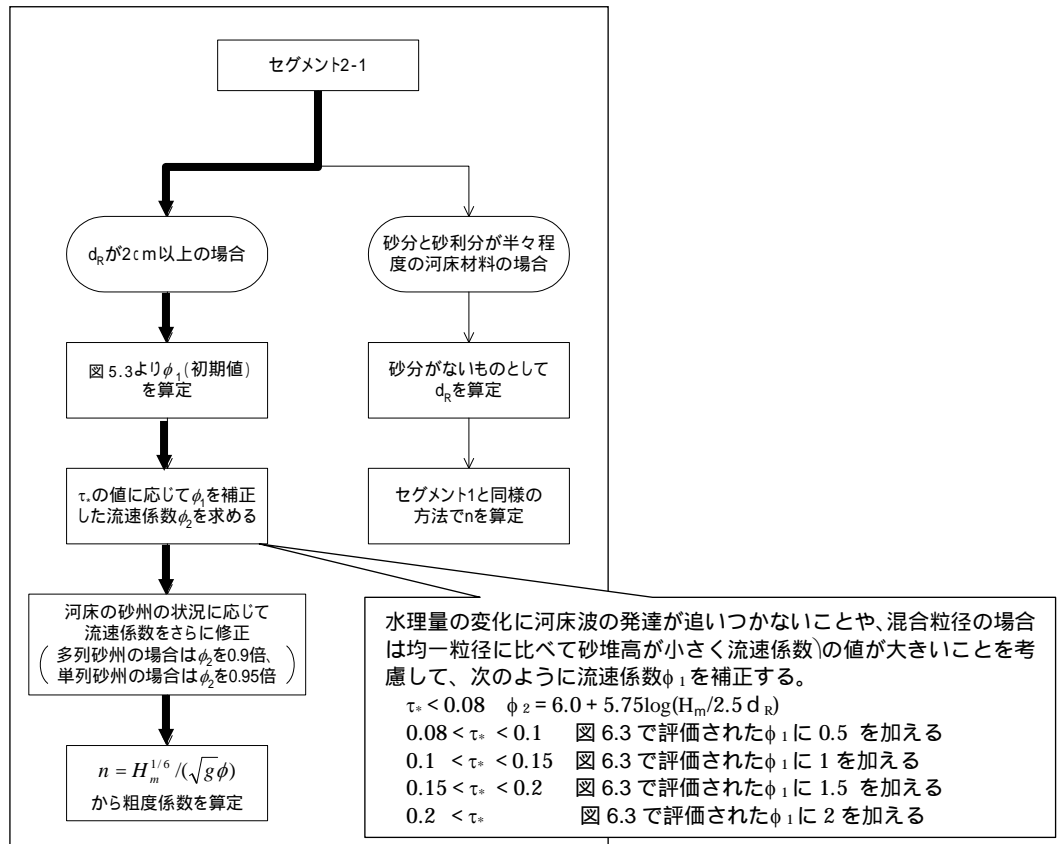 セグメント2-1
dRが2cm以上の場合
砂分と砂利分が半々程
度の河床材料の場合
図5.3よりφ1(初期値)
を算定
砂分がないものとして
dRを算定
τ*の値に応じてφ1を補正
した流速係数φ2を求める
セグメント1と同様の
方法でnを算定
河床の砂州の状況に応じて
流速係数をさらに修正
(多列砂州の場合はφ2を0.9倍、
単列砂州の場合はφ2を0.95倍)
n = Hm^1/6 /(√gφ)
から粗度係数を算定
水理量の変化に河床波の発達が追いつかないことや、混合粒径の場合
は均一粒径に比べて砂堆高が小さく流速係数)の値が大きいことを考
慮して、次のように流速係数φ1を補正する。
τ* < 0.08 φ2 = 6.0 + 5.75log(Hm/2.5dR)
0.08 < τ* < 0.1 図 6.3 で評価されたφ1に 0.5 を加える
0.1 < τ* < 0.15 図 6.3 で評価されたφ1に 1 を加える
0.15 < τ* < 0.2 図 6.3 で評価されたφ1に 1.5 を加える
0.2 < τ* 図 6.3 で評価されたφ1に 2 を加える